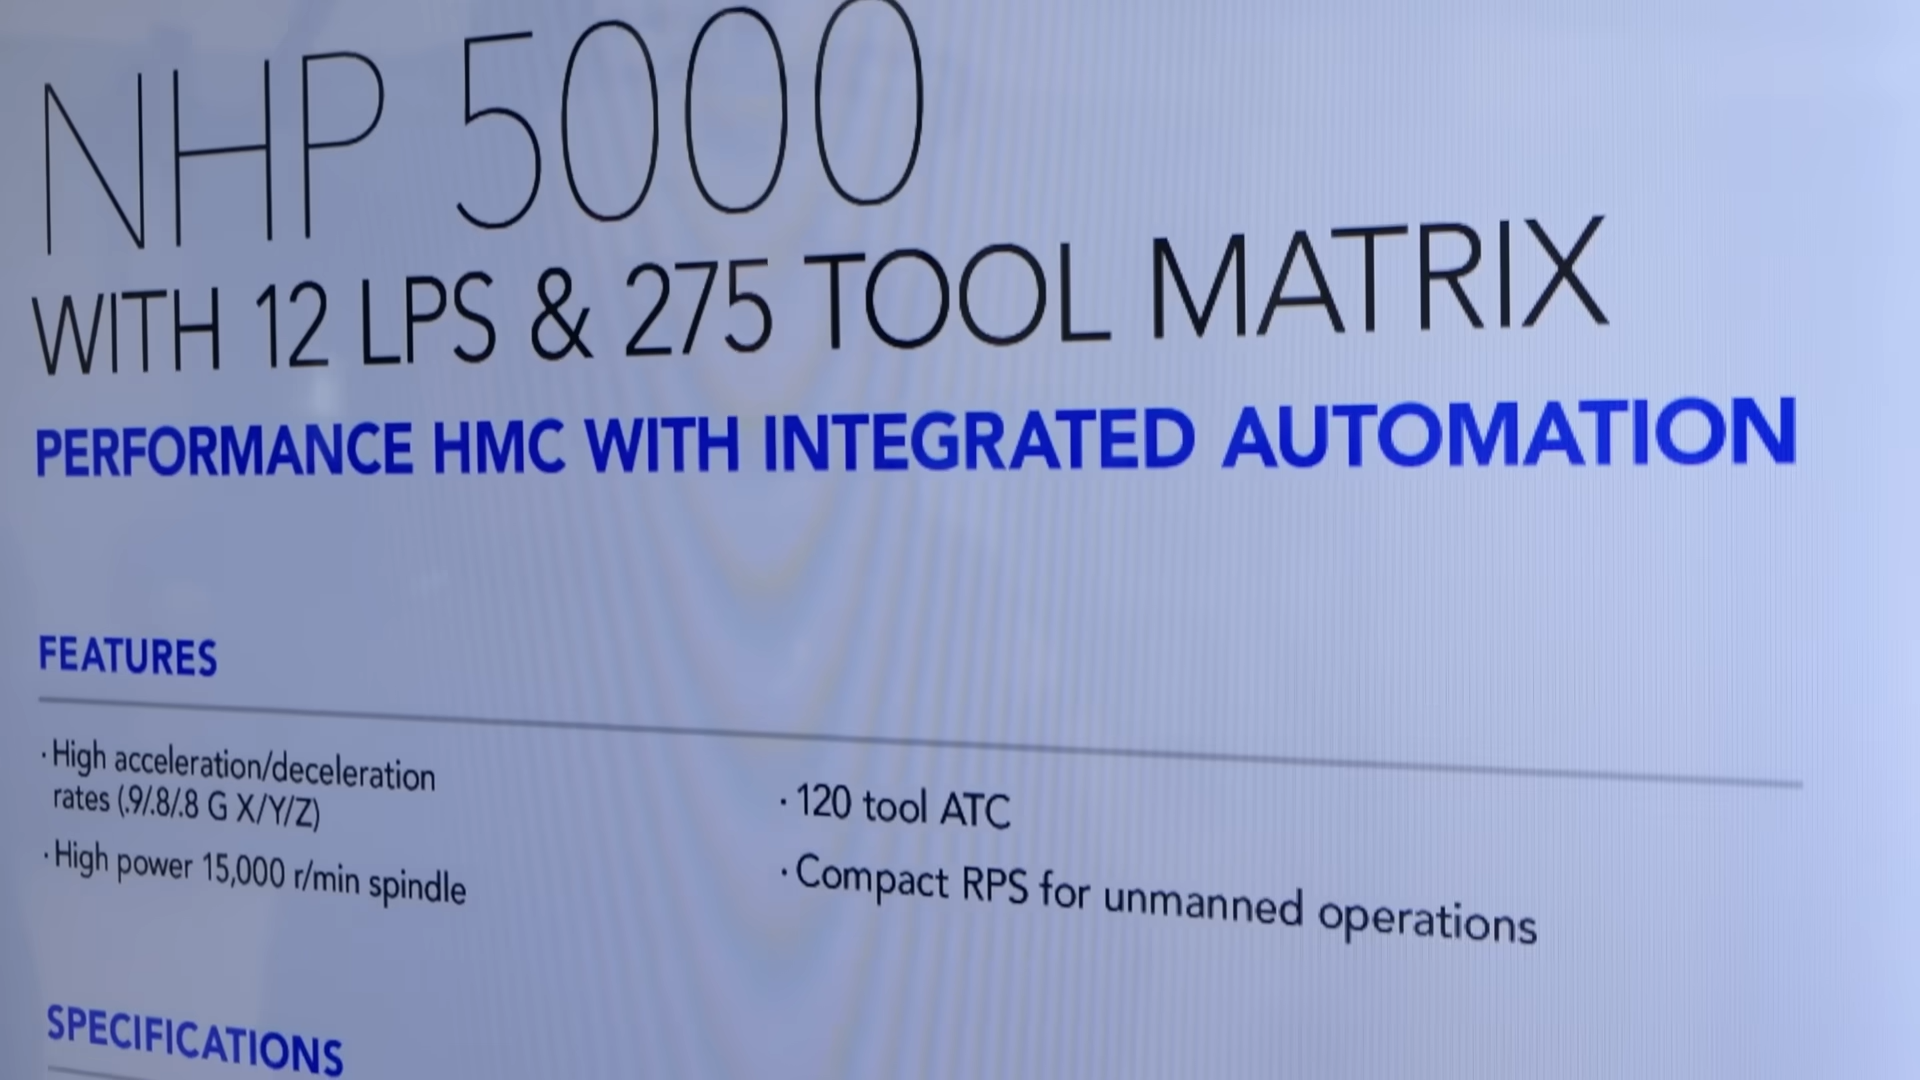 NHP 5000
WITH 12 LPS & 275 TOOL MATRIX
PERFORMANCE HMC WITH INTEGRATED AUTOMATION
FEATURES
· High acceleration/deceleration
rates (.9/.8/.8 G X/Y/Z)
· High power 15,000 r/min spindle
· 120 tool ATC
· Compact RPS for unmanned operations
SPECIFICATIONS